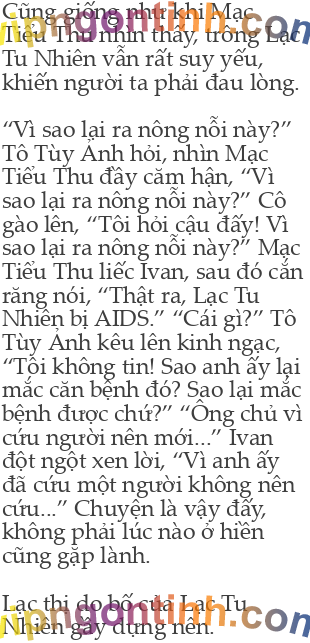 Cũng giống như khi Mạc
Tiểu Thu nhìn thấy, trông Lạc
Tu Nhiên vẫn rất suy yếu,
khiến người ta phải đau lòng.

“Vì sao lại ra nông nỗi này?”
Tô Tùy Ảnh hỏi, nhìn Mạc
Tiểu Thu đầy căm hận, “Vì
sao lại ra nông nỗi này?” Cô
gào lên, “Tôi hỏi cậu đấy! Vì
sao lại ra nông nỗi này?” Mạc
Tiểu Thu liếc Ivan, sau đó cắn
răng nói, “Thật ra, Lạc Tu
Nhiên bị AIDS.” “Cái gì?” Tô
Tùy Ảnh kêu lên kinh ngạc,
“Tôi không tin! Sao anh ấy lại
mắc căn bệnh đó? Sao lại mắc
bệnh được chứ?” “Ông chủ vì
cứu người nên mới...” Ivan
đột ngột xen lời, “Vì anh ấy
đã cứu một người không nên
cứu...” Chuyện là vậy đấy,
không phải lúc nào ở hiền
cũng gặp lành.

Lạc thị do bố của Lạc Tu
Nhiên gây dựng nên.
vipngontinh.com
vipngontinh.com